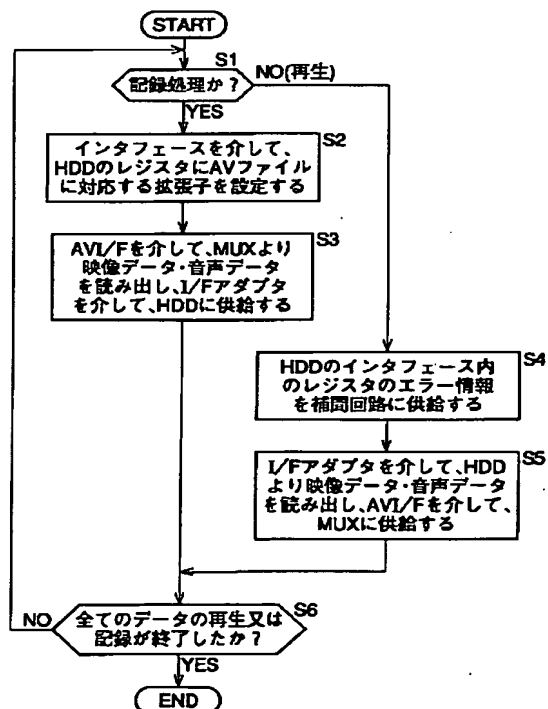 START
S1
記録処理か?
NO(再生)
YES
S2
インタフェースを介して、
HDDのレジスタにAVファイル
に対応する拡張子を設定する
S3
AVI/Fを介して、MUXより
映像データ・音声データ
を読み出し、I/Fアダプタ
を介して、HDDに供給する
S4
HDDのインタフェース内
のレジスタのエラー情報
を補間回路に供給する
S5
I/Fアダプタを介して、HDD
より映像データ・音声データ
を読み出し、AVI/Fを介して、
MUXに供給する
S6
NO
全てのデータの再生又は
記録が終了したか?
YES
END